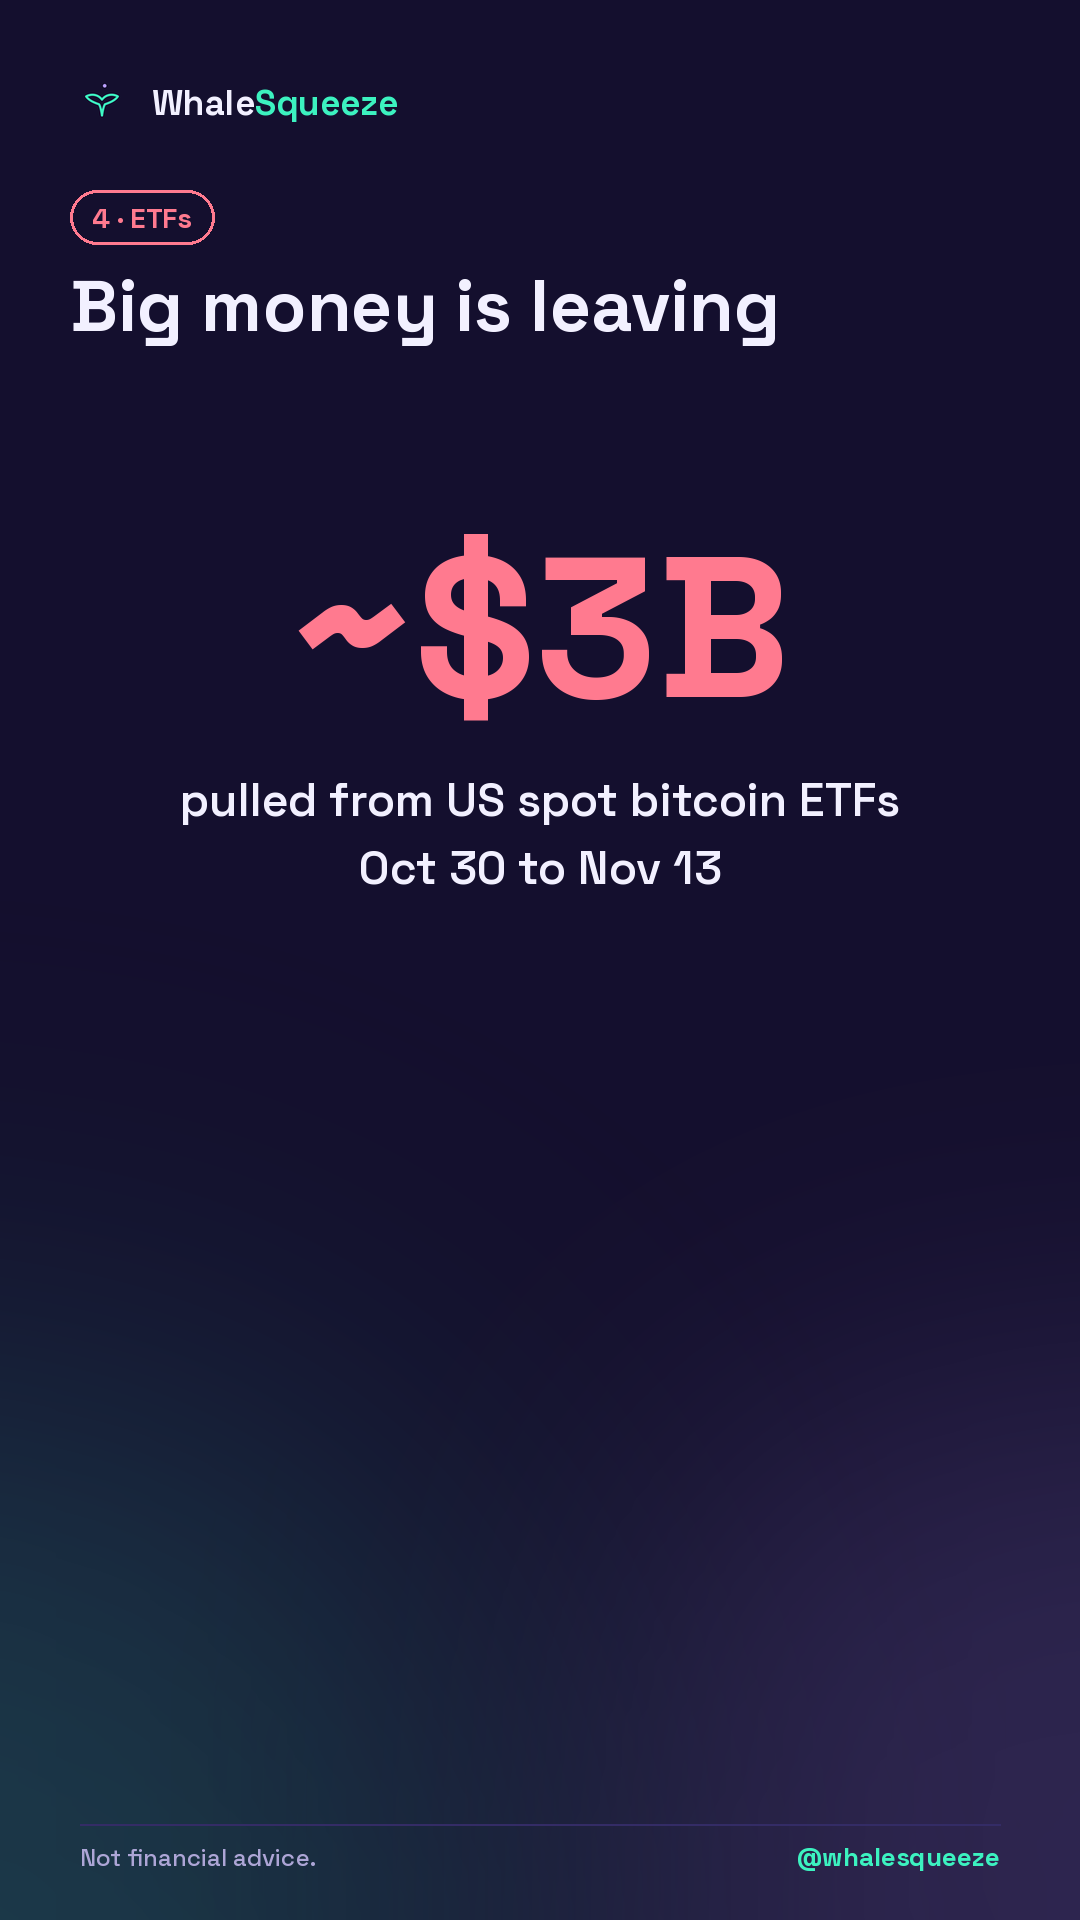 WhaleSqueeze
4 · ETFs
Big money is leaving
~$3B
pulled from US spot bitcoin ETFs
Oct 30 to Nov 13
Not financial advice.
@whalesqueeze